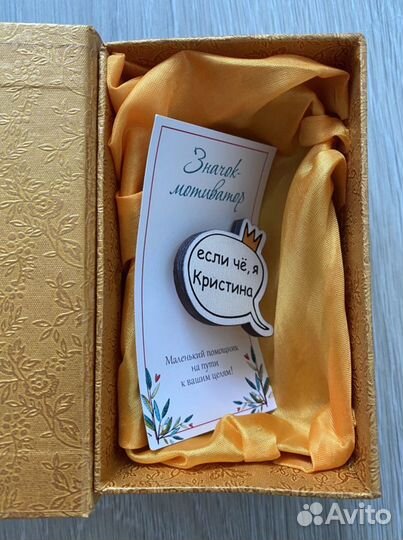 Значок-
мотиватор
если чё, я
Кристина
Маленький помощник
на пути
к вашим целям!
Avito